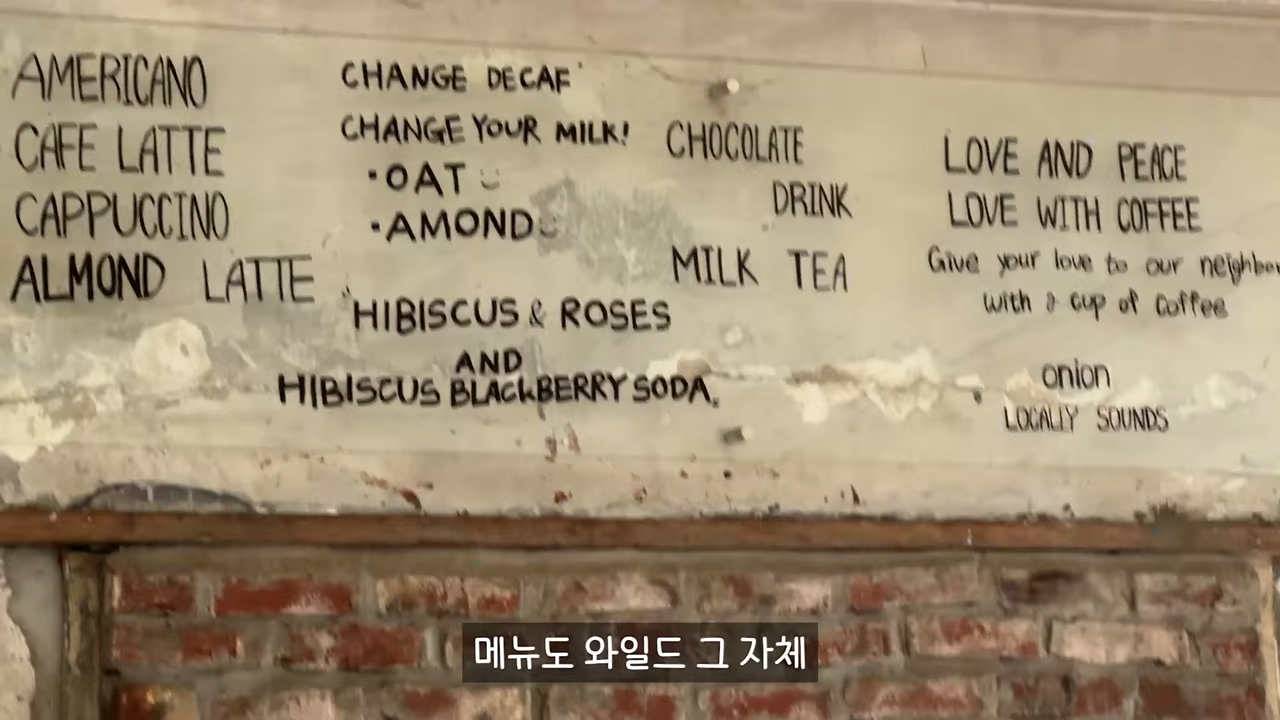 AMERICANO
CAFE LATTE
CAPPUCCINO
ALMOND LATTE
CHANGE DECAF
CHANGE YOUR MILK!
·OAT
·AMOND
HIBISCUS & ROSES
AND
HIBISCUS BLACKBERRY SODA.
CHOCOLATE
DRINK
MILK TEA
LOVE AND PEACE
LOVE WITH COFFEE
Give your love to our neighbor
with a cup of coffee
onion
LOCALLY SOUNDS
메뉴도 와일드 그 자체